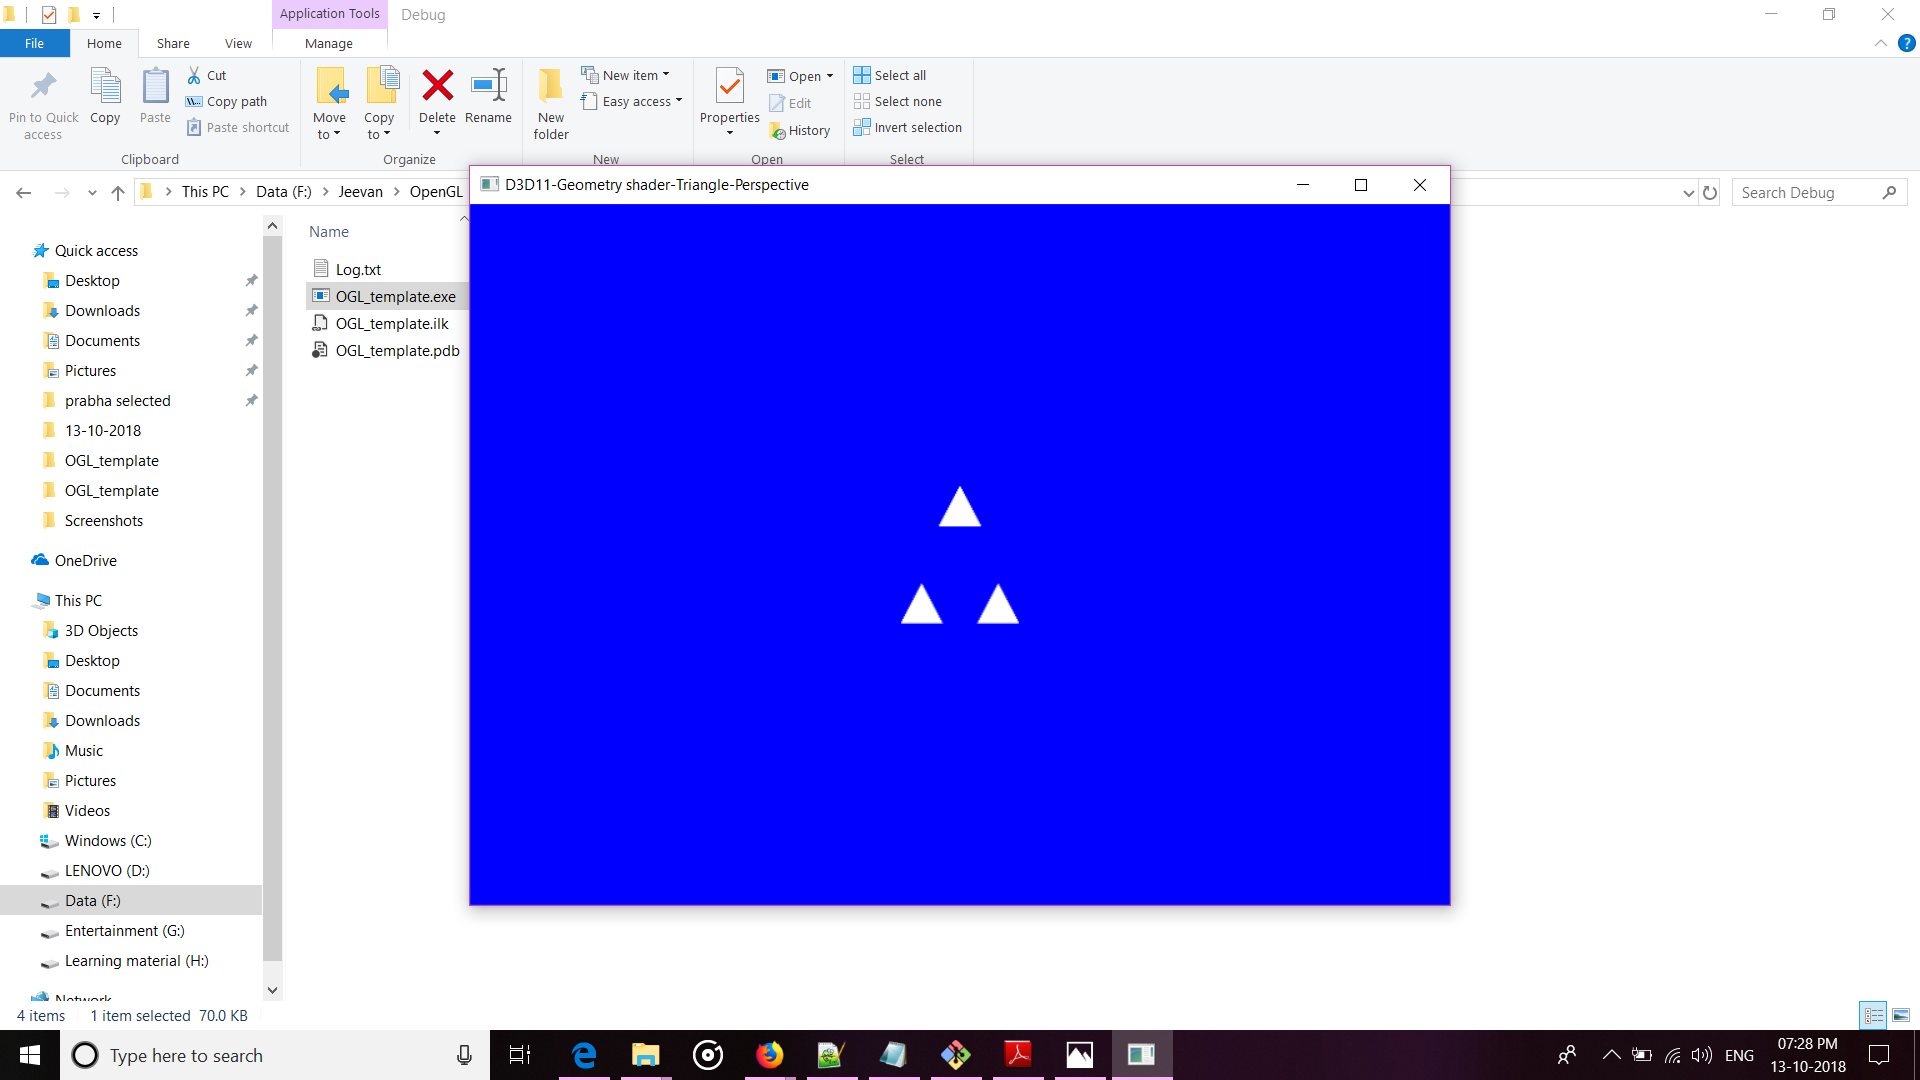 Application Tools
Debug
File
Home
Share
View
Manage
Pin to Quick access
Copy
Paste
Cut
Copy path
Paste shortcut
Clipboard
Move to
Copy to
Delete
Rename
Organize
New folder
New item
Easy access
New
Properties
Open
Edit
History
Open
Select all
Select none
Invert selection
Select
This PC
Data (F:)
Jeevan
OpenGL
Search Debug
D3D11-Geometry shader-Triangle-Perspective
Name
Log.txt
OGL_template.exe
OGL_template.ilk
OGL_template.pdb
Quick access
Desktop
Downloads
Documents
Pictures
prabha selected
13-10-2018
OGL_template
OGL_template
Screenshots
OneDrive
This PC
3D Objects
Desktop
Documents
Downloads
Music
Pictures
Videos
Windows (C:)
LENOVO (D:)
Data (F:)
Entertainment (G:)
Learning material (H:)
Network
4 items
1 item selected 70.0 KB
Type here to search
ENG
07:28 PM
13-10-2018